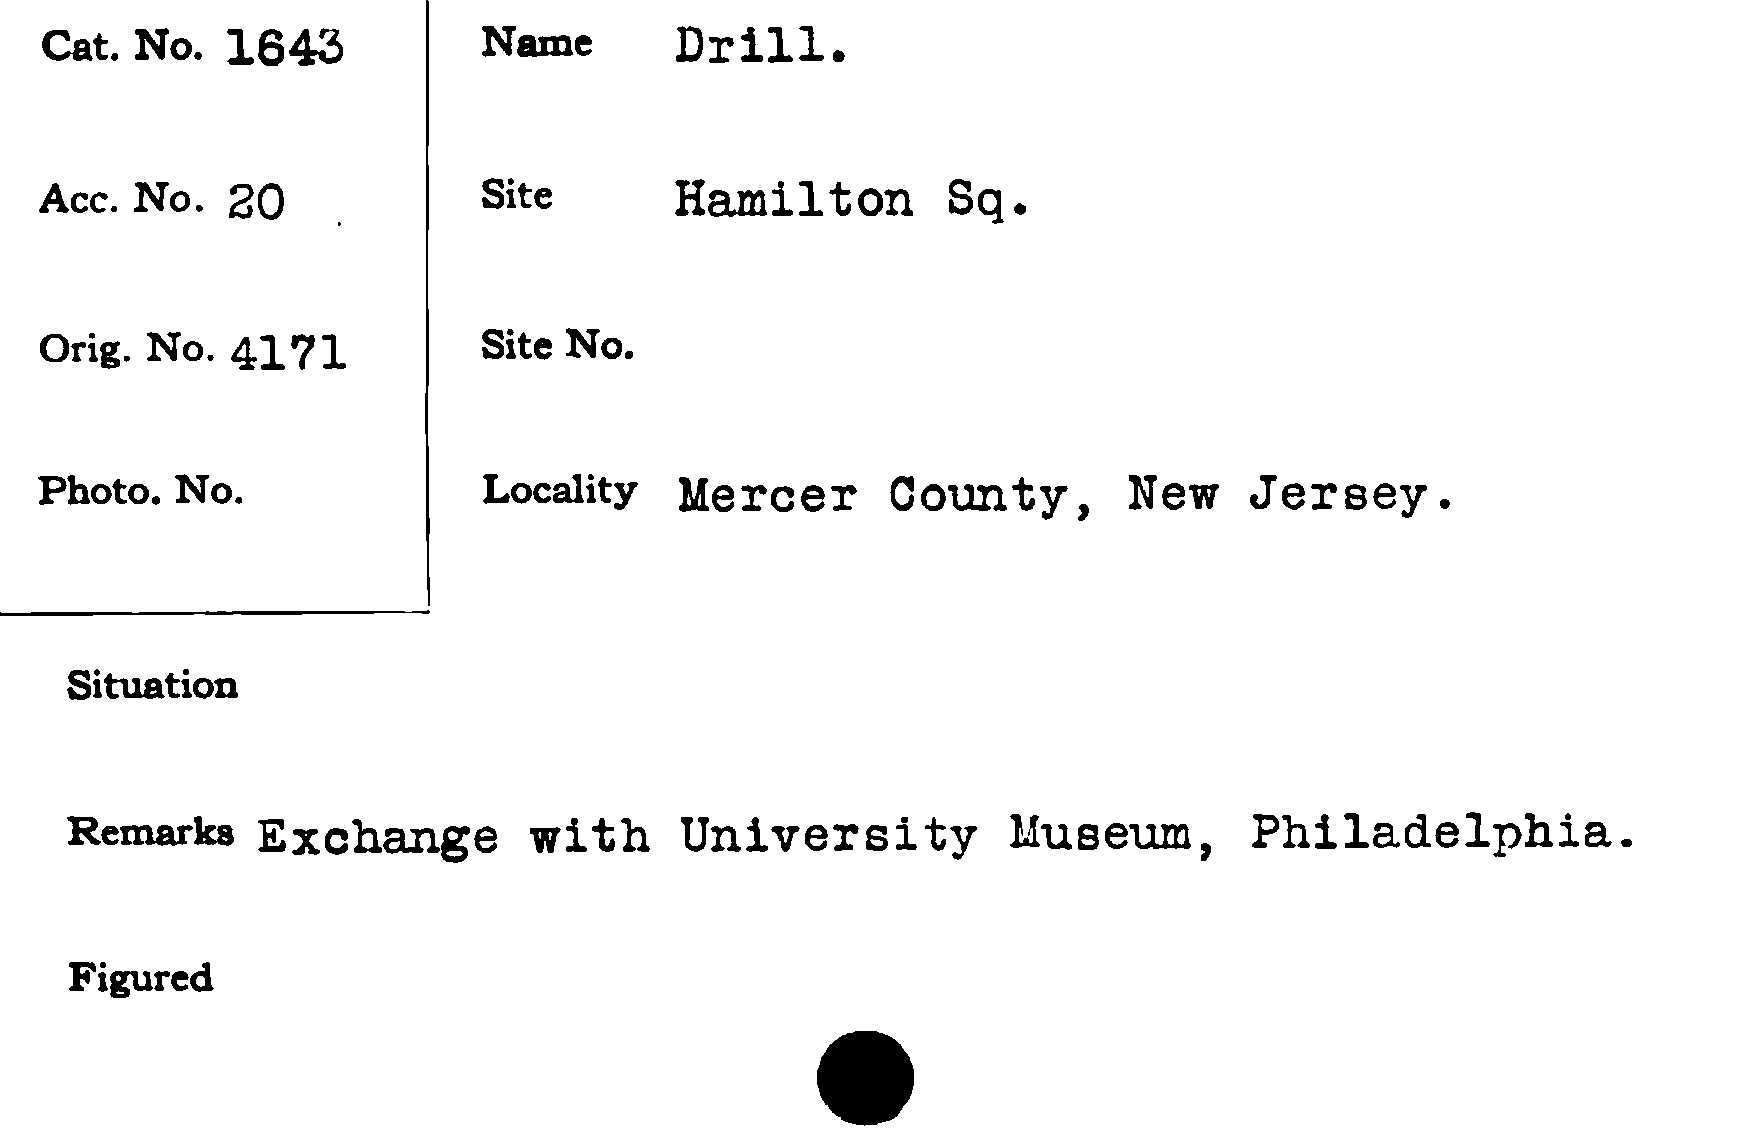 Cat. No. 1643
Name Drill.
Acc. No. 20
Site Hamilton Sq.
Orig. No. 4171
Site No.
Photo. No.
Locality Mercer County, New Jersey.
Situation
Remarks Exchange with University Museum, Philadelphia.
Figured